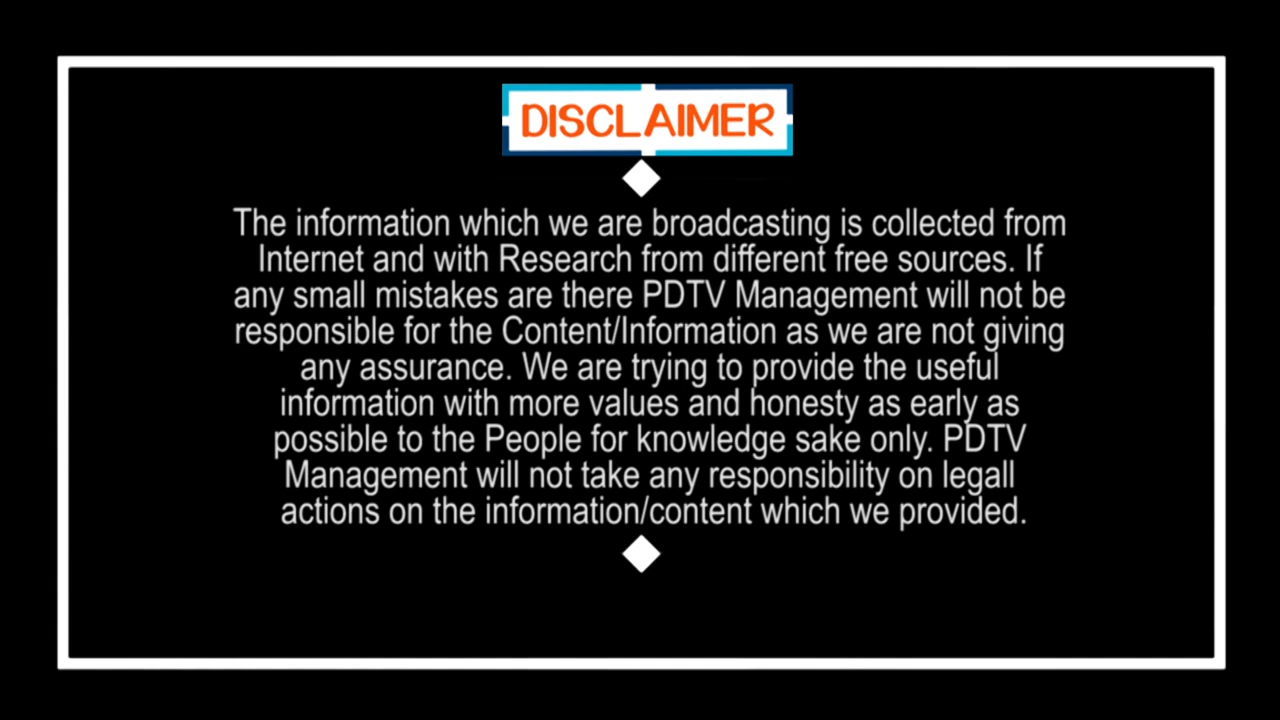 DISCLAIMER
The information which we are broadcasting is collected from
Internet and with Research from different free sources. If
any small mistakes are there PDTV Management will not be
responsible for the Content/Information as we are not giving
any assurance. We are trying to provide the useful
information with more values and honesty as early as
possible to the People for knowledge sake only. PDTV
Management will not take any responsibility on legall
actions on the information/content which we provided.